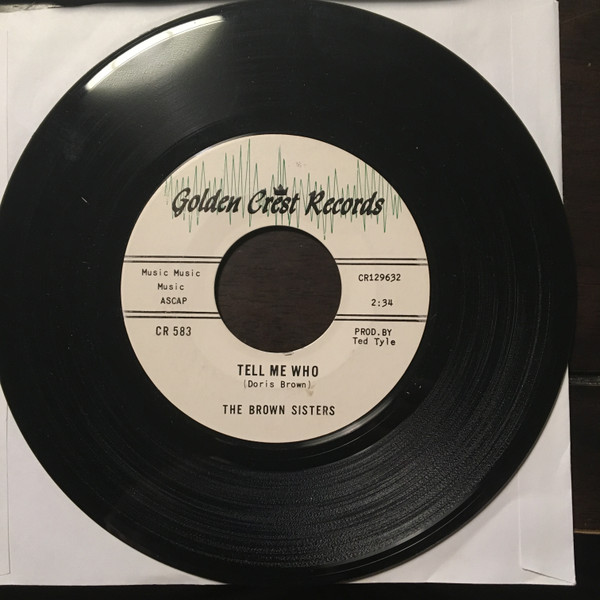 Golden Crest Records
Music Music
Music
ASCAP
CR 583
CR129632
2:34
PROD.BY
Ted Tyle
TELL ME WHO
(Doris Brown)
THE BROWN SISTERS